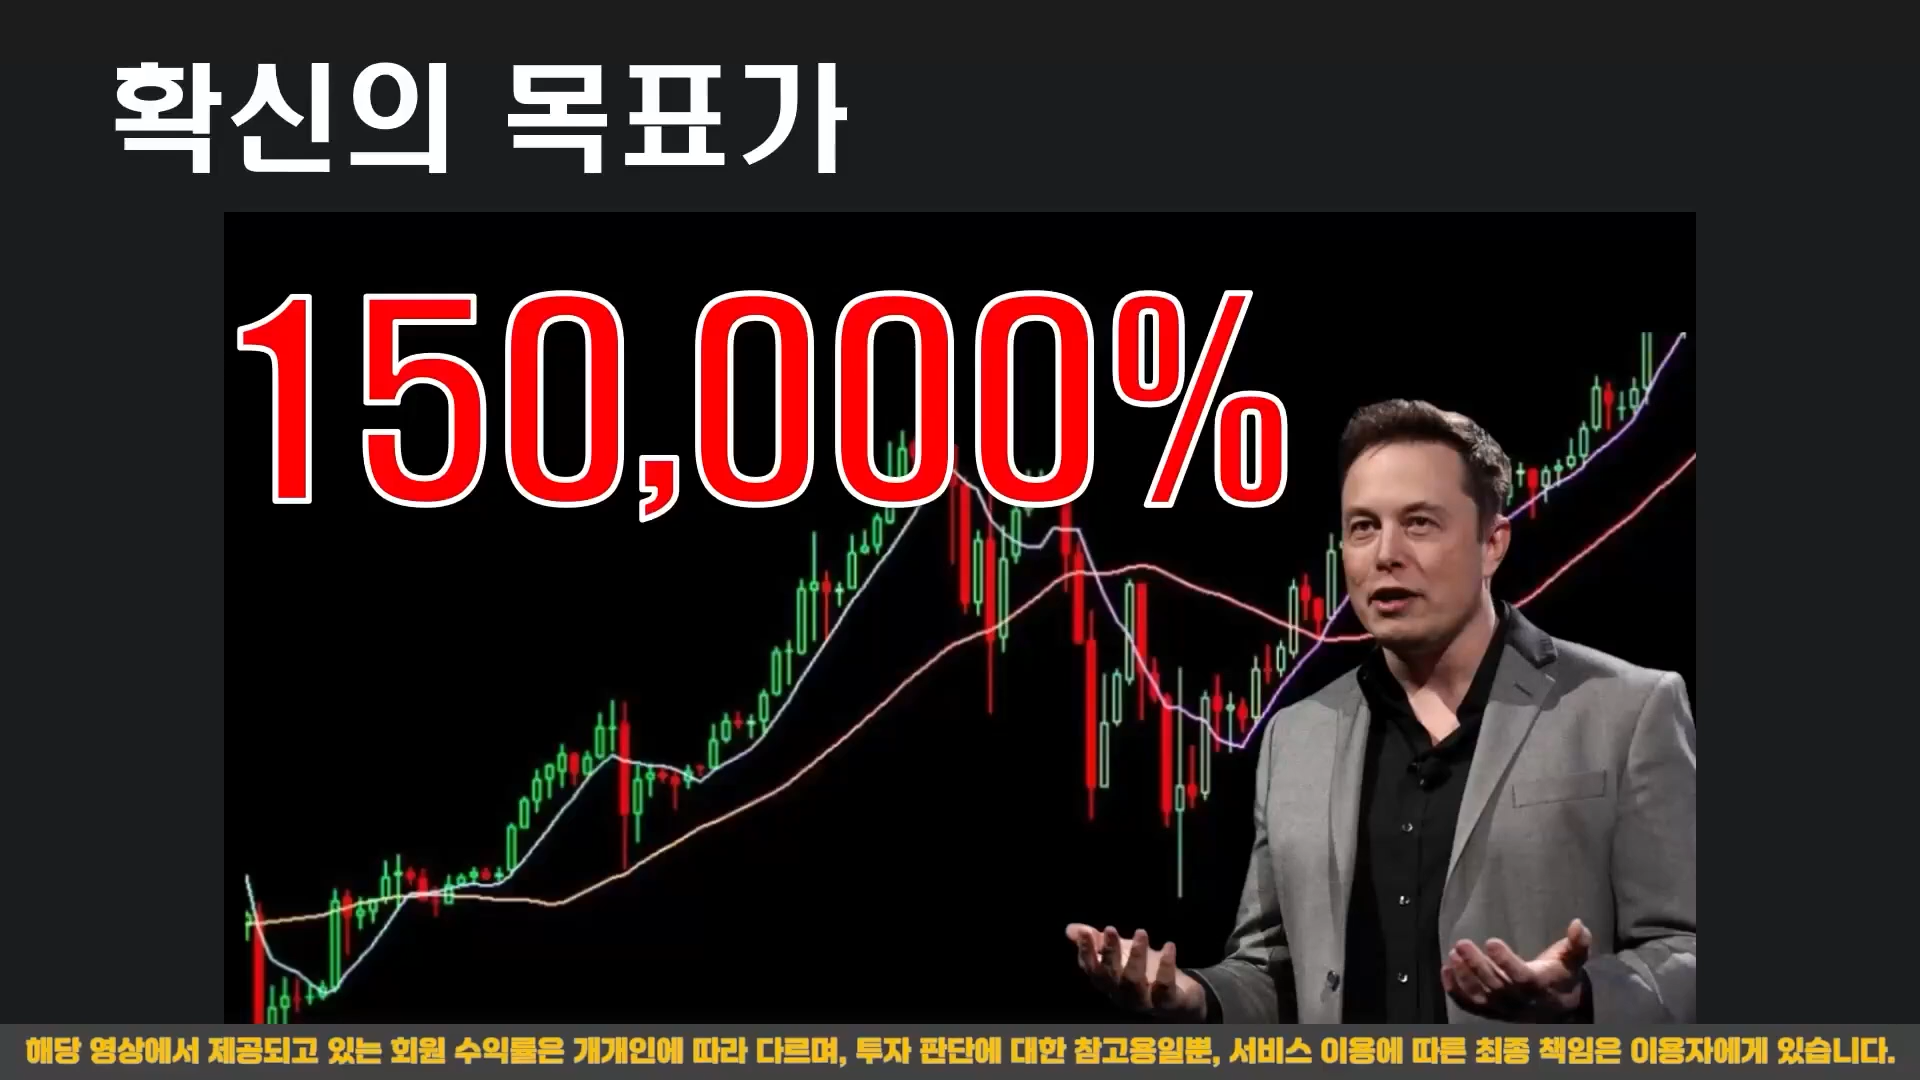 확신의 목표가
150,000%
해당 영상에서 제공되고 있는 회원 수익률은 개개인에 따라 다르며, 투자 판단에 대한 참고용일뿐, 서비스 이용에 따른 최종 책임은 이용자에게 있습니다.